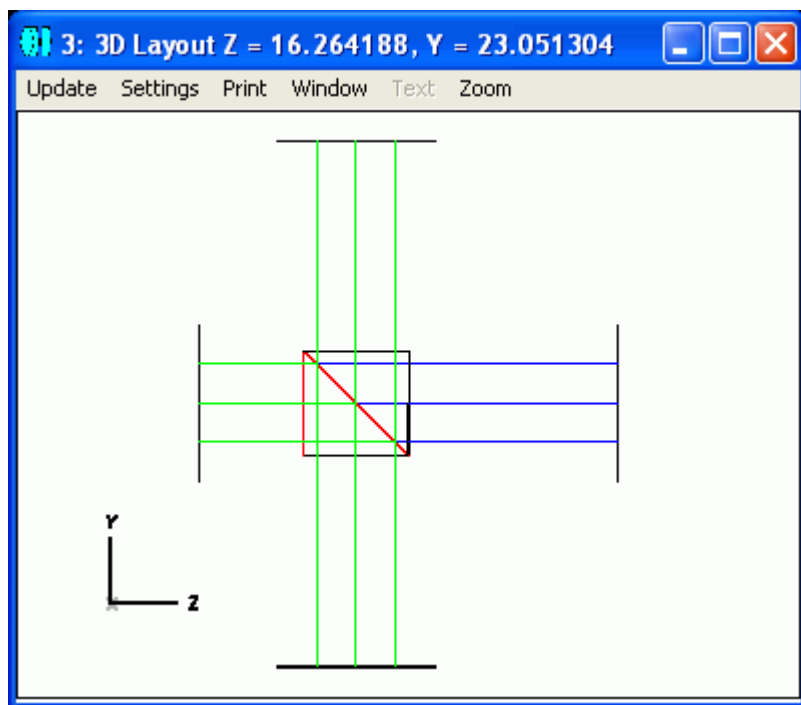 3: 3D Layout Z = 16.264188, Y = 23.051304
Update Settings Print Window Text Zoom
Y
Z